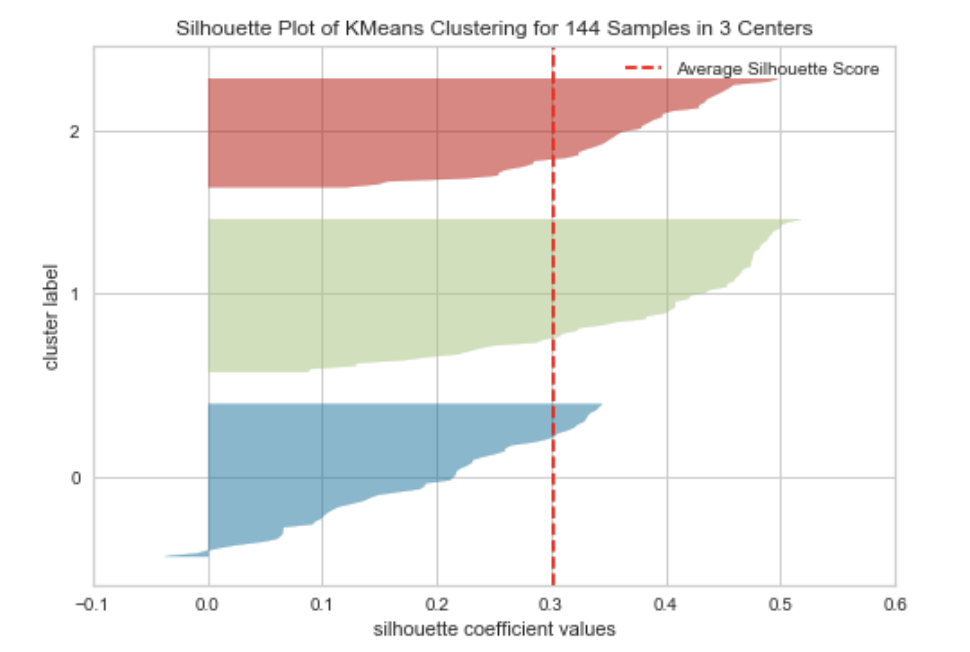 Silhouette Plot of KMeans Clustering for 144 Samples in 3 Centers
Average Silhouette Score
2
1
0
cluster label
−0.1 0.0 0.1 0.2 0.3 0.4 0.5 0.6
silhouette coefficient values